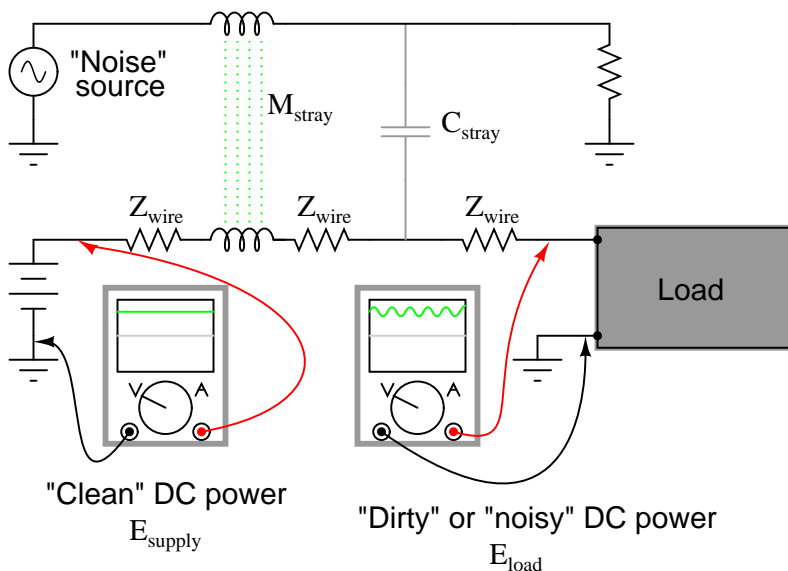 "Noise"
source
M_stray
C_stray
Z_wire
Z_wire
Z_wire
Load
V A
V A
"Clean" DC power
E_supply
"Dirty" or "noisy" DC power
E_load